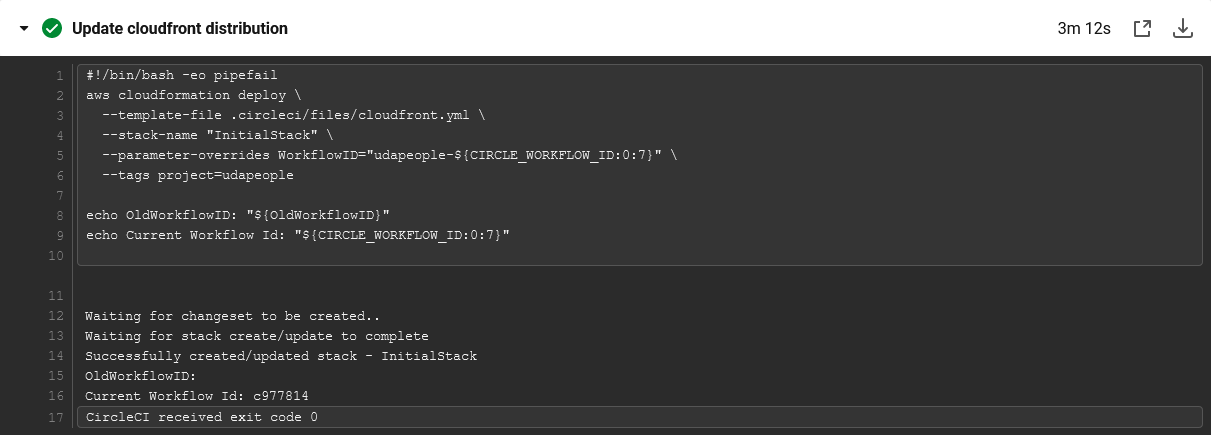 Update cloudfront distribution 3m 12s
1 #!/bin/bash -eo pipefail
2 aws cloudformation deploy \
3   --template-file .circleci/files/cloudfront.yml \
4   --stack-name "InitialStack" \
5   --parameter-overrides WorkflowID="udapeople-${CIRCLE_WORKFLOW_ID:0:7}" \
6   --tags project=udapeople
7
8 echo OldWorkflowID: "${OldWorkflowID}"
9 echo Current Workflow Id: "${CIRCLE_WORKFLOW_ID:0:7}"
10
11
12 Waiting for changeset to be created..
13 Waiting for stack create/update to complete
14 Successfully created/updated stack - InitialStack
15 OldWorkflowID:
16 Current Workflow Id: c977814
17 CircleCI received exit code 0